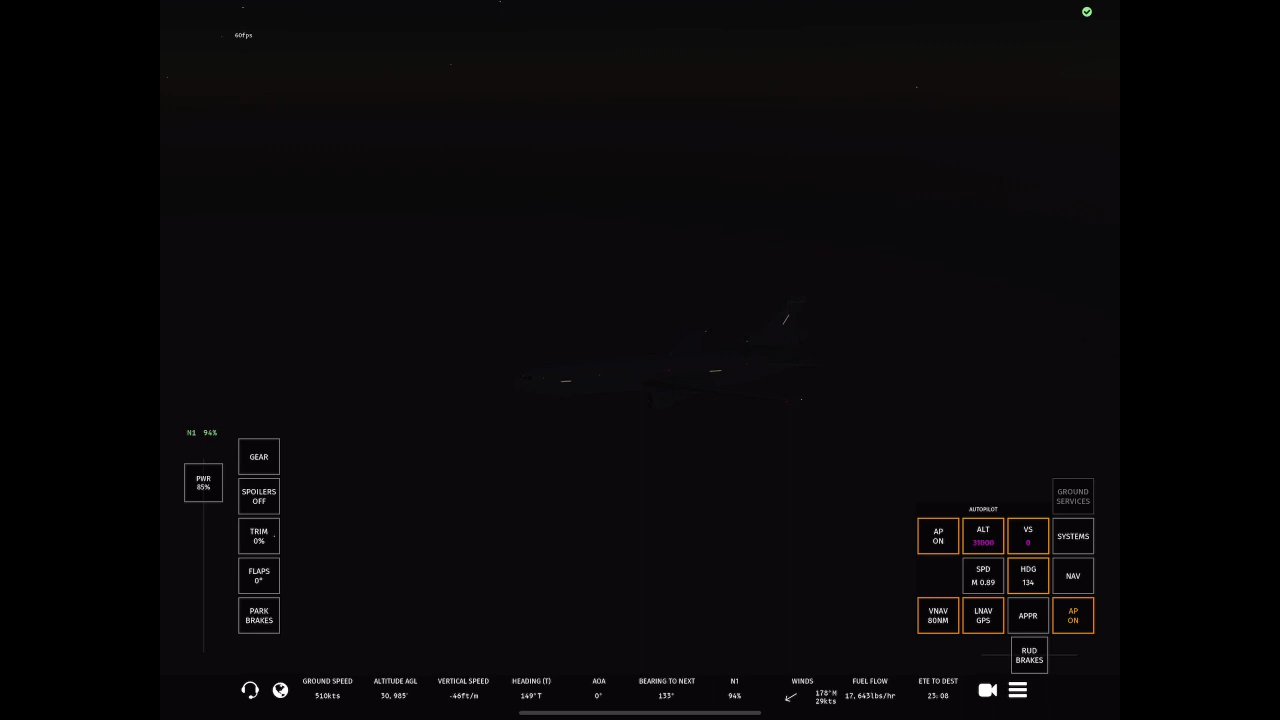 60fps
N1 94%
PWR
85%
GEAR
SPOILERS
OFF
TRIM
0%
FLAPS
0°
PARK
BRAKES
GROUND
SERVICES
AUTOPILOT
AP
ON
ALT
31000
VS
0
SYSTEMS
SPD
M 0.89
HDG
134
NAV
VNAV
80NM
LNAV
GPS
APPR
AP
ON
RUD
BRAKES
GROUND SPEED
510kts
ALTITUDE AGL
30,985'
VERTICAL SPEED
-46ft/m
HEADING (T)
149°T
AOA
0°
BEARING TO NEXT
133°
N1
94%
WINDS
178°M
29kts
FUEL FLOW
17,643lbs/hr
ETE TO DEST
23:08